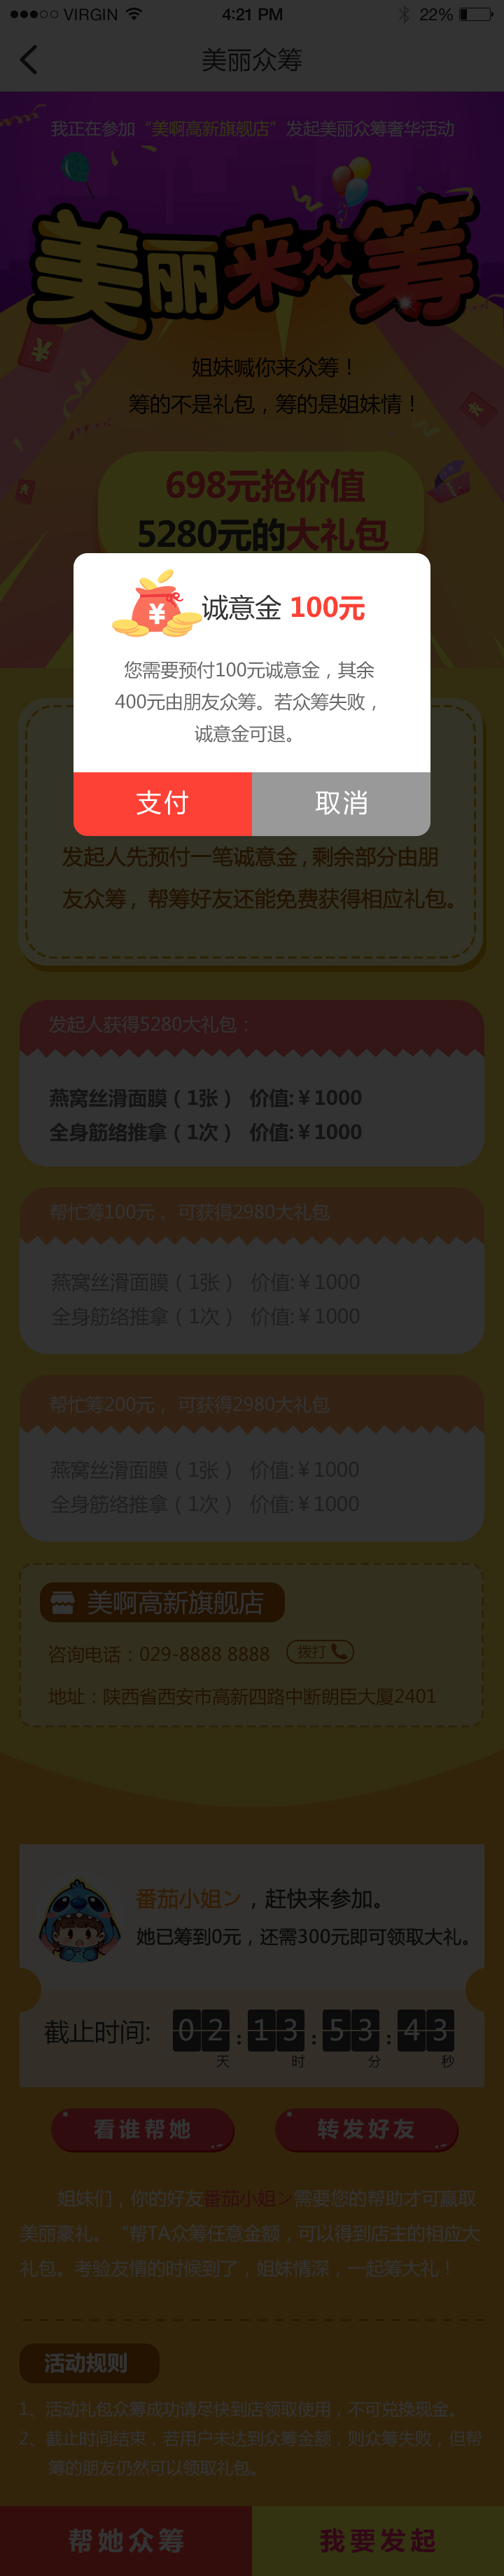 VIRGIN 4:21 PM 22%
美丽众筹
我正在参加“美啊高新旗舰店”发起美丽众筹奢华活动
美丽来众筹
姐妹喊你来众筹！
筹的不是礼包，筹的是姐妹情！
698元抢价值
5280元的大礼包
¥ 诚意金 100元
您需要预付100元诚意金，其余
400元由朋友众筹。若众筹失败，
诚意金可退。
支付 取消
发起人先预付一笔诚意金，剩余部分由朋
友众筹，帮筹好友还能免费获得相应礼包。
发起人获得5280大礼包：
燕窝丝滑面膜（1张） 价值:¥1000
全身筋络推拿（1次） 价值:¥1000
帮忙筹100元， 可获得2980大礼包
燕窝丝滑面膜（1张） 价值:¥1000
全身筋络推拿（1次） 价值:¥1000
帮忙筹200元， 可获得2980大礼包
燕窝丝滑面膜（1张） 价值:¥1000
全身筋络推拿（1次） 价值:¥1000
美啊高新旗舰店
咨询电话：029-8888 8888 拨打
地址：陕西省西安市高新四路中断朗臣大厦2401
番茄小姐ン，赶快来参加。
她已筹到0元，还需300元即可领取大礼。
截止时间: 02天:13时:53分:43秒
看谁帮她 转发好友
姐妹们，你的好友番茄小姐ン需要您的帮助才可赢取
美丽豪礼。“帮TA众筹任意金额，可以得到店主的相应大
礼包。考验友情的时候到了，姐妹情深，一起筹大礼！
活动规则
1、活动礼包众筹成功请尽快到店领取使用，不可兑换现金。
2、截止时间结束，若用户未达到众筹金额，则众筹失败，但帮
筹的朋友仍然可以领取礼包。
帮她众筹 我要发起